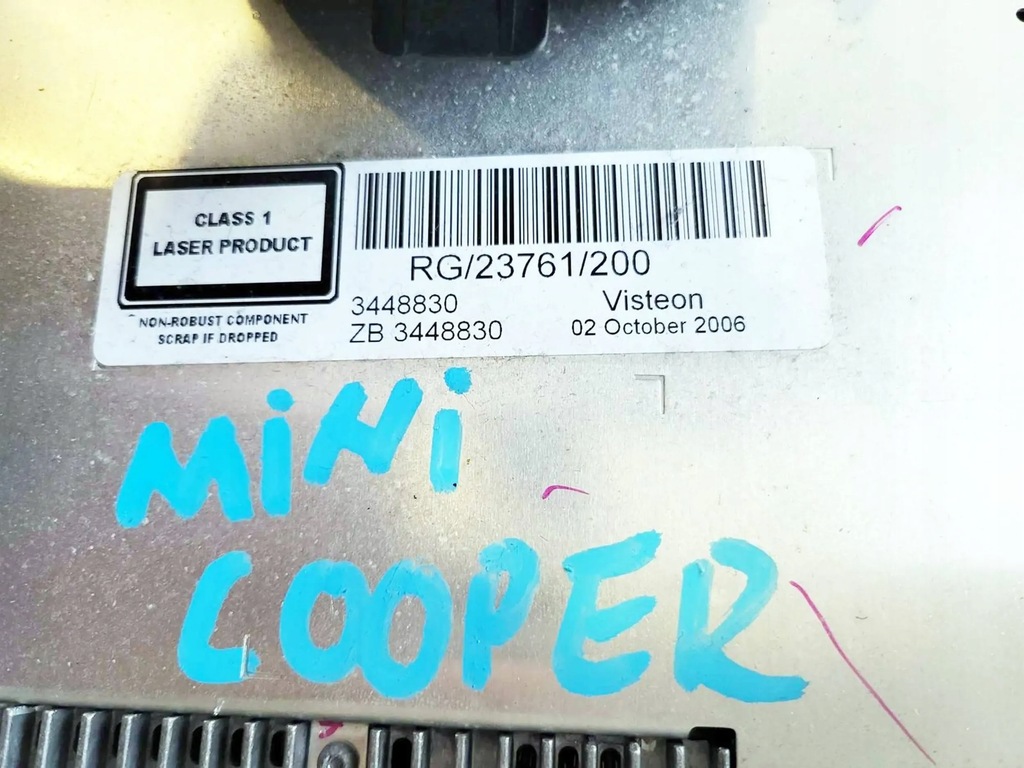 CLASS 1
LASER PRODUCT
NON-ROBUST COMPONENT
SCRAP IF DROPPED
RG/23761/200
3448830
ZB 3448830
Visteon
02 October 2006
MiNi
COOPER